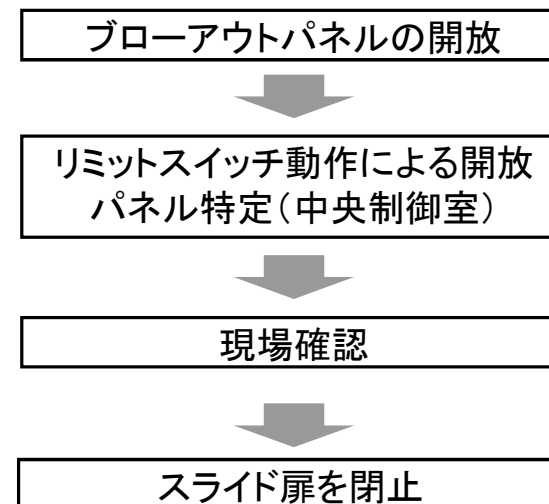 ブローアウトパネルの開放
リミットスイッチ動作による開放
パネル特定（中央制御室）
現場確認
スライド扉を閉止